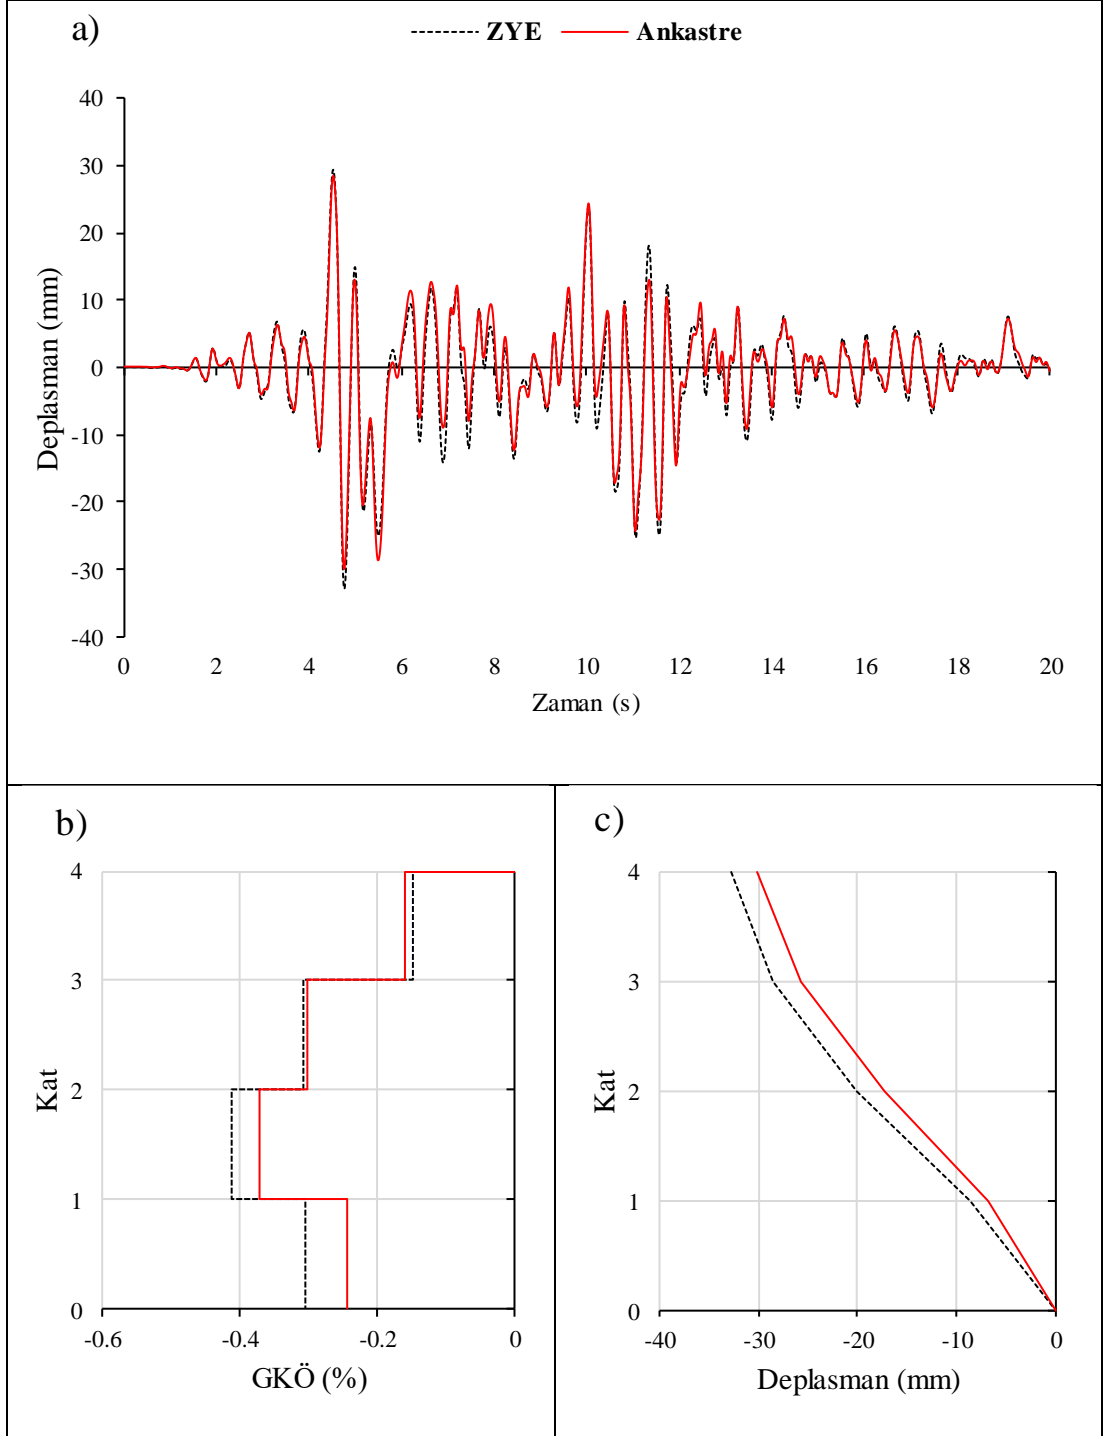 a)
ZYE Ankastre
40
30
20
10
0
-10
-20
-30
-40
Deplasman (mm)
0 2 4 6 8 10 12 14 16 18 20
Zaman (s)
b)
4
3
2
1
0
Kat
-0.6 -0.4 -0.2 0
GKÖ (%)
c)
4
3
2
1
0
Kat
-40 -30 -20 -10 0
Deplasman (mm)